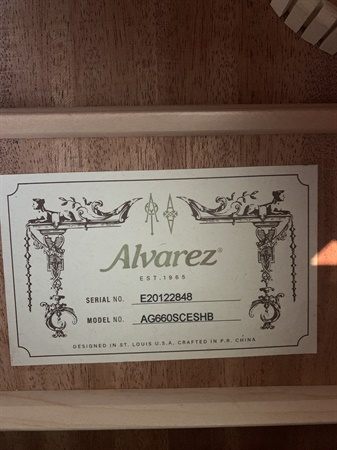 Alvarez®
EST. 1965
SERIAL NO. E20122848
MODEL NO. AG660SCESHB
DESIGNED IN ST. LOUIS U.S.A, CRAFTED IN P.R. CHINA